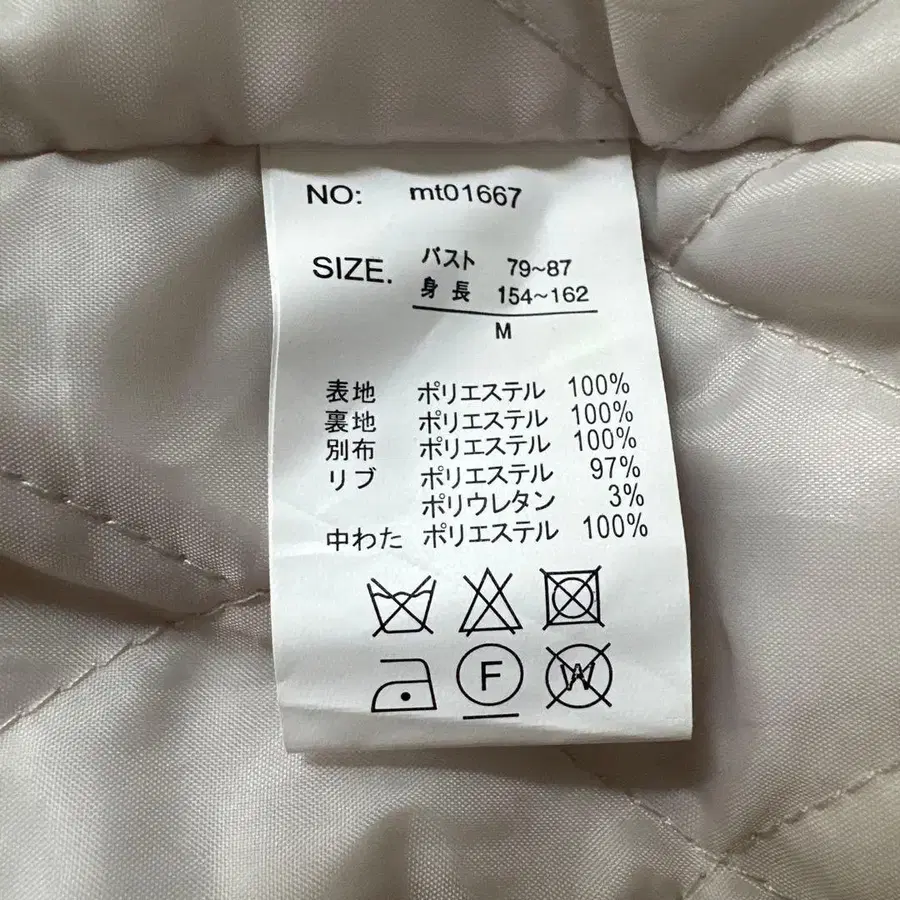 NO: mt01667
SIZE. バスト 79~87
身長 154~162
M
表地 ポリエステル 100%
裏地 ポリエステル 100%
別布 ポリエステル 100%
リブ ポリエステル 97%
ポリウレタン 3%
中わた ポリエステル 100%
F W